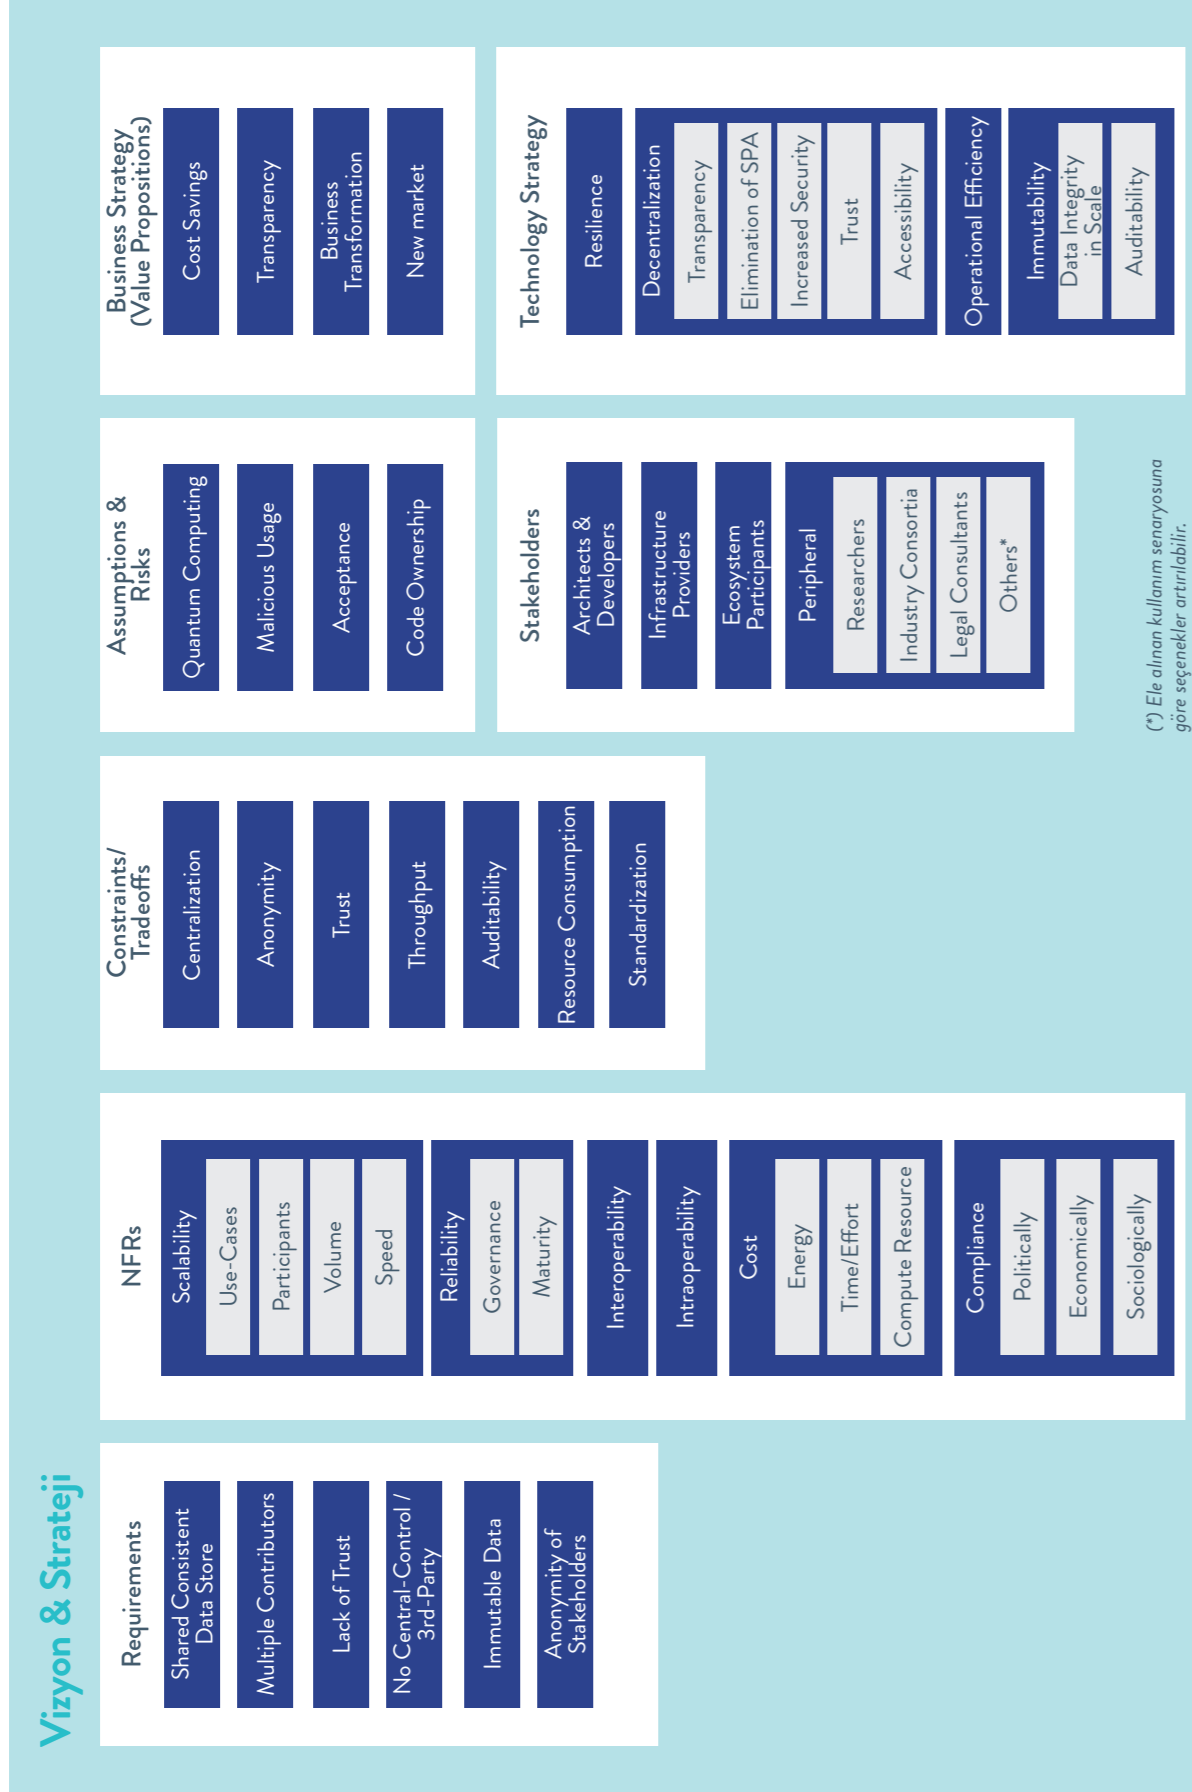 Vizyon & Strateji
Requirements
Shared Consistent
Data Store
Multiple Contributors
Lack of Trust
No Central-Control /
3rd-Party
Immutable Data
Anonymity of
Stakeholders
NFRs
Scalability
Use-Cases
Participants
Volume
Speed
Reliability
Governance
Maturity
Interoperability
Intraoperability
Cost
Energy
Time/Effort
Compute Resource
Compliance
Politically
Economically
Sociologically
Constraints/
Tradeoffs
Centralization
Anonymity
Trust
Throughput
Auditability
Resource Consumption
Standardization
Assumptions &
Risks
Quantum Computing
Malicious Usage
Acceptance
Code Ownership
Stakeholders
Architects &
Developers
Infrastructure
Providers
Ecosystem
Participants
Peripheral
Researchers
Industry Consortia
Legal Consultants
Others*
Business Strategy
(Value Propositions)
Cost Savings
Transparency
Business
Transformation
New market
Technology Strategy
Resilience
Decentralization
Transparency
Elimination of SPA
Increased Security
Trust
Accessibility
Operational Efficiency
Immutability
Data Integrity
in Scale
Auditability
(*) Ele alınan kullanım senaryosuna
göre seçenekler artırılabilir.